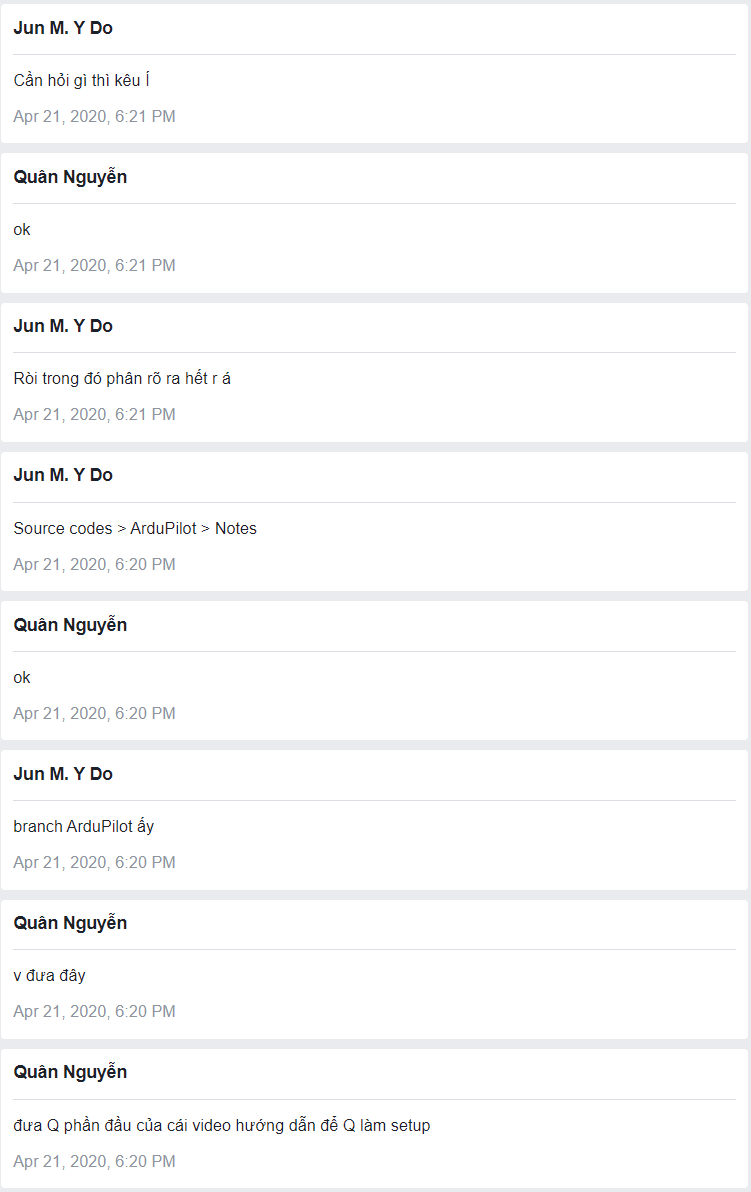 Jun M. Y Do
Cần hỏi gì thì kêu Í
Apr 21, 2020, 6:21 PM
Quân Nguyễn
ok
Apr 21, 2020, 6:21 PM
Jun M. Y Do
Ròi trong đó phân rõ ra hết r á
Apr 21, 2020, 6:21 PM
Jun M. Y Do
Source codes > ArduPilot > Notes
Apr 21, 2020, 6:20 PM
Quân Nguyễn
ok
Apr 21, 2020, 6:20 PM
Jun M. Y Do
branch ArduPilot ấy
Apr 21, 2020, 6:20 PM
Quân Nguyễn
v đưa đây
Apr 21, 2020, 6:20 PM
Quân Nguyễn
đưa Q phần đầu của cái video hướng dẫn để Q làm setup
Apr 21, 2020, 6:20 PM